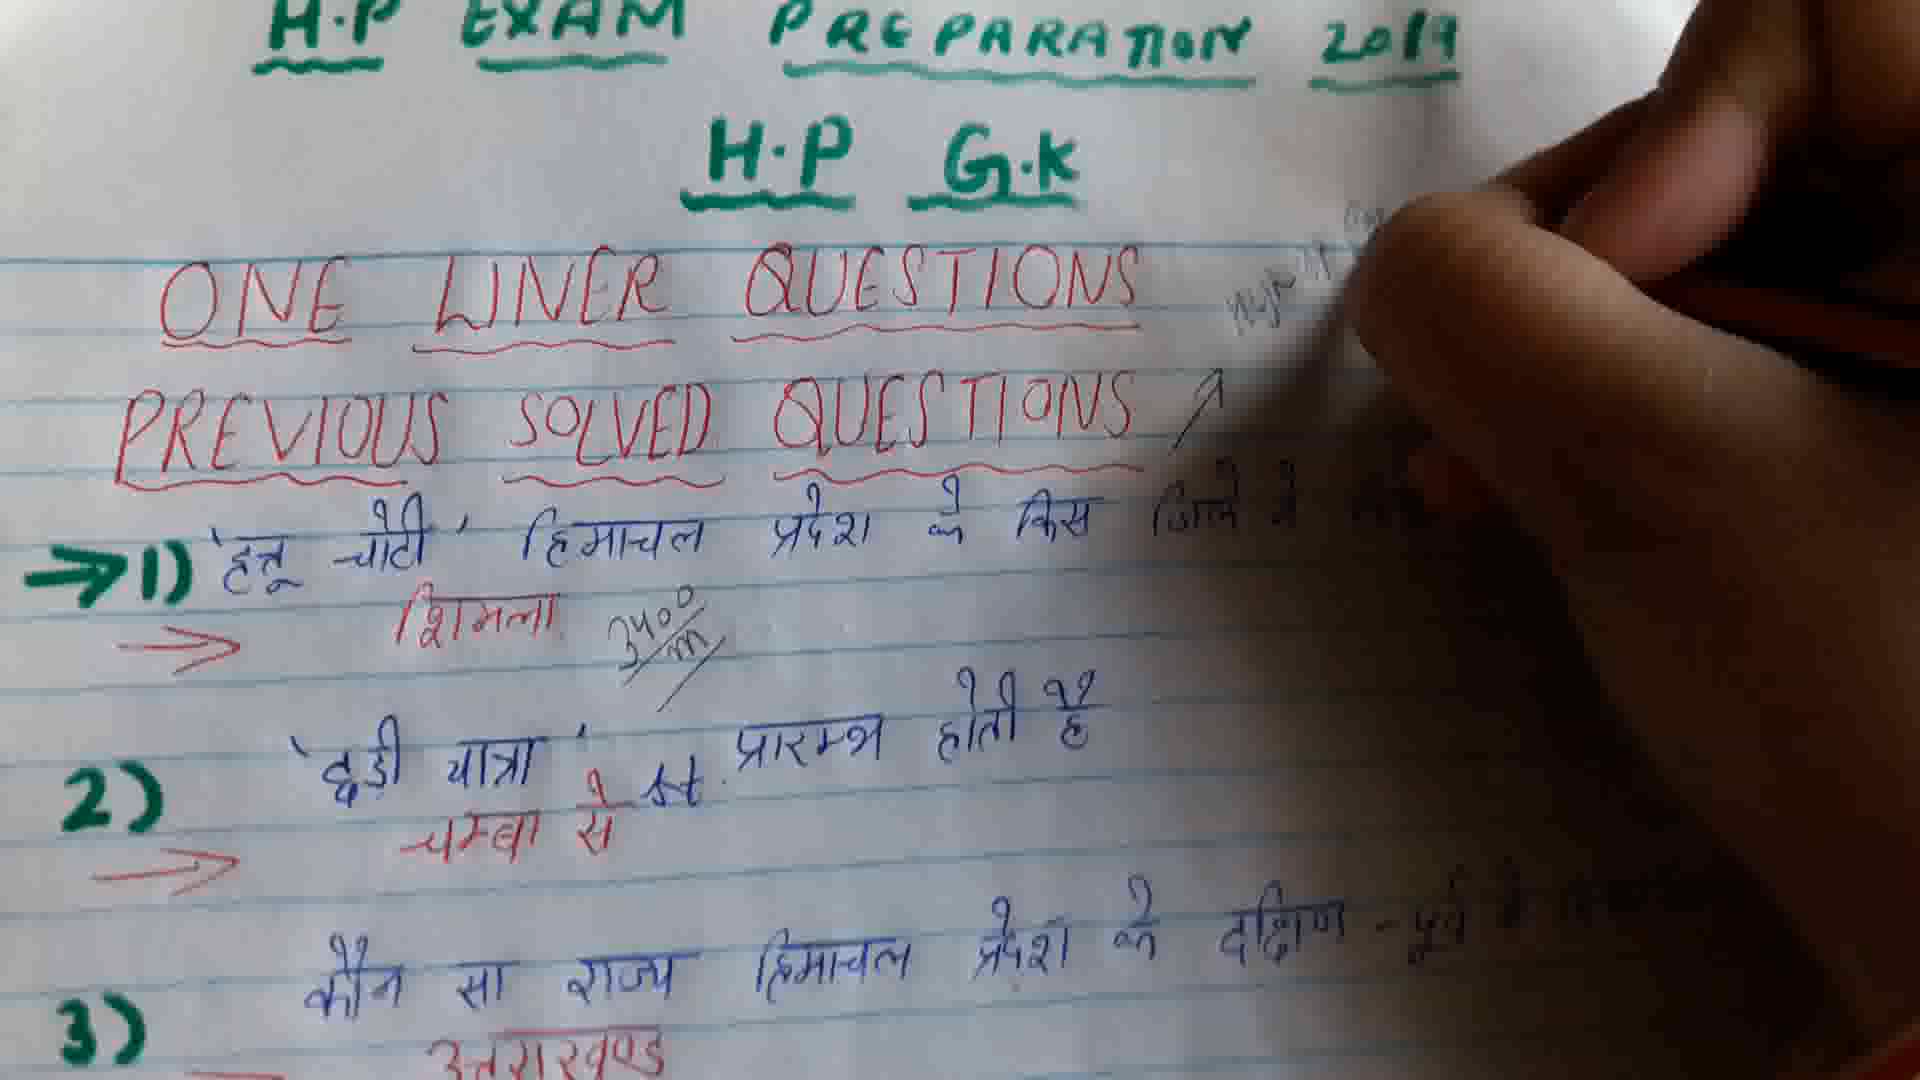 H.P EXAM PREPARATION 2019
H.P G.K
ONE LINER QUESTIONS
PREVIOUS SOLVED QUESTIONS
1) 'हत्तू चोटी' हिमाचल प्रदेश के किस जिले में
शिमला 3400 m
2) 'छड़ी यात्रा' st. प्रारम्भ होती है
चम्बा से
3) कौन सा राज्य हिमाचल प्रदेश के दक्षिण-पूर्व में
उत्तराखण्ड